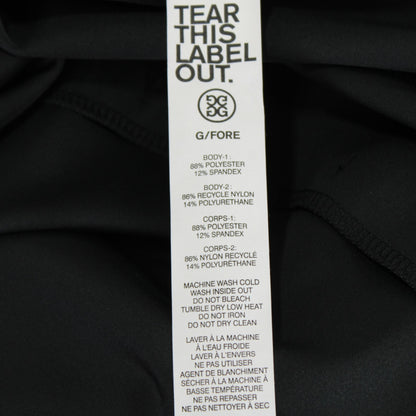 TEAR
THIS
LABEL
OUT.
G/FORE
BODY-1:
88% POLYESTER
12% SPANDEX
BODY-2:
86% RECYCLE NYLON
14% POLYURETHANE
CORPS-1:
88% POLYESTER
12% SPANDEX
CORPS-2:
86% NYLON RECYCLÉ
14% POLYURÉTHANE
MACHINE WASH COLD
WASH INSIDE OUT
DO NOT BLEACH
TUMBLE DRY LOW HEAT
DO NOT IRON
DO NOT DRY CLEAN
LAVER À LA MACHINE
À L'EAU FROIDE
LAVER À L'ENVERS
NE PAS UTILISER
AGENT DE BLANCHIMENT
SÉCHER À LA MACHINE À
BASSE TEMPÉRATURE
NE PAS REPASSER
NE PAS NETTOYER À SEC